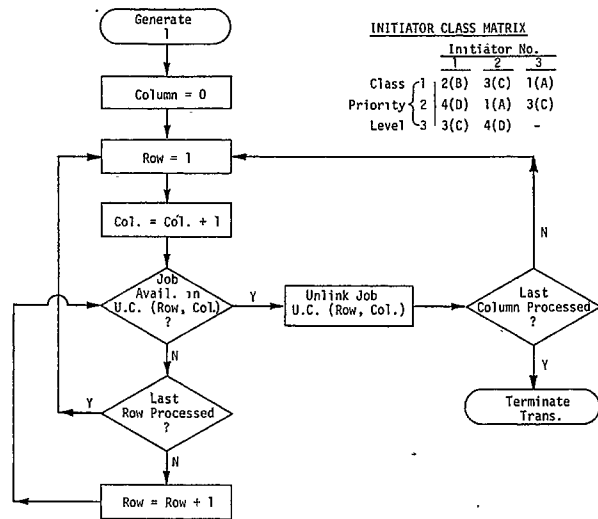 Generate
1
Column = 0
Row = 1
Col. = Col. + 1
Job
Avail. in
U.C. (Row, Col.)
?
Y
N
Unlink Job
U.C. (Row, Col.)
Last
Column Processed
?
N
Y
Terminate
Trans.
Last
Row Processed
?
Y
N
Row = Row + 1
INITIATOR CLASS MATRIX
Initiator No.
1 2 3
Class 1 2(B) 3(C) 1(A)
Priority 2 4(D) 1(A) 3(C)
Level 3 3(C) 4(D) -